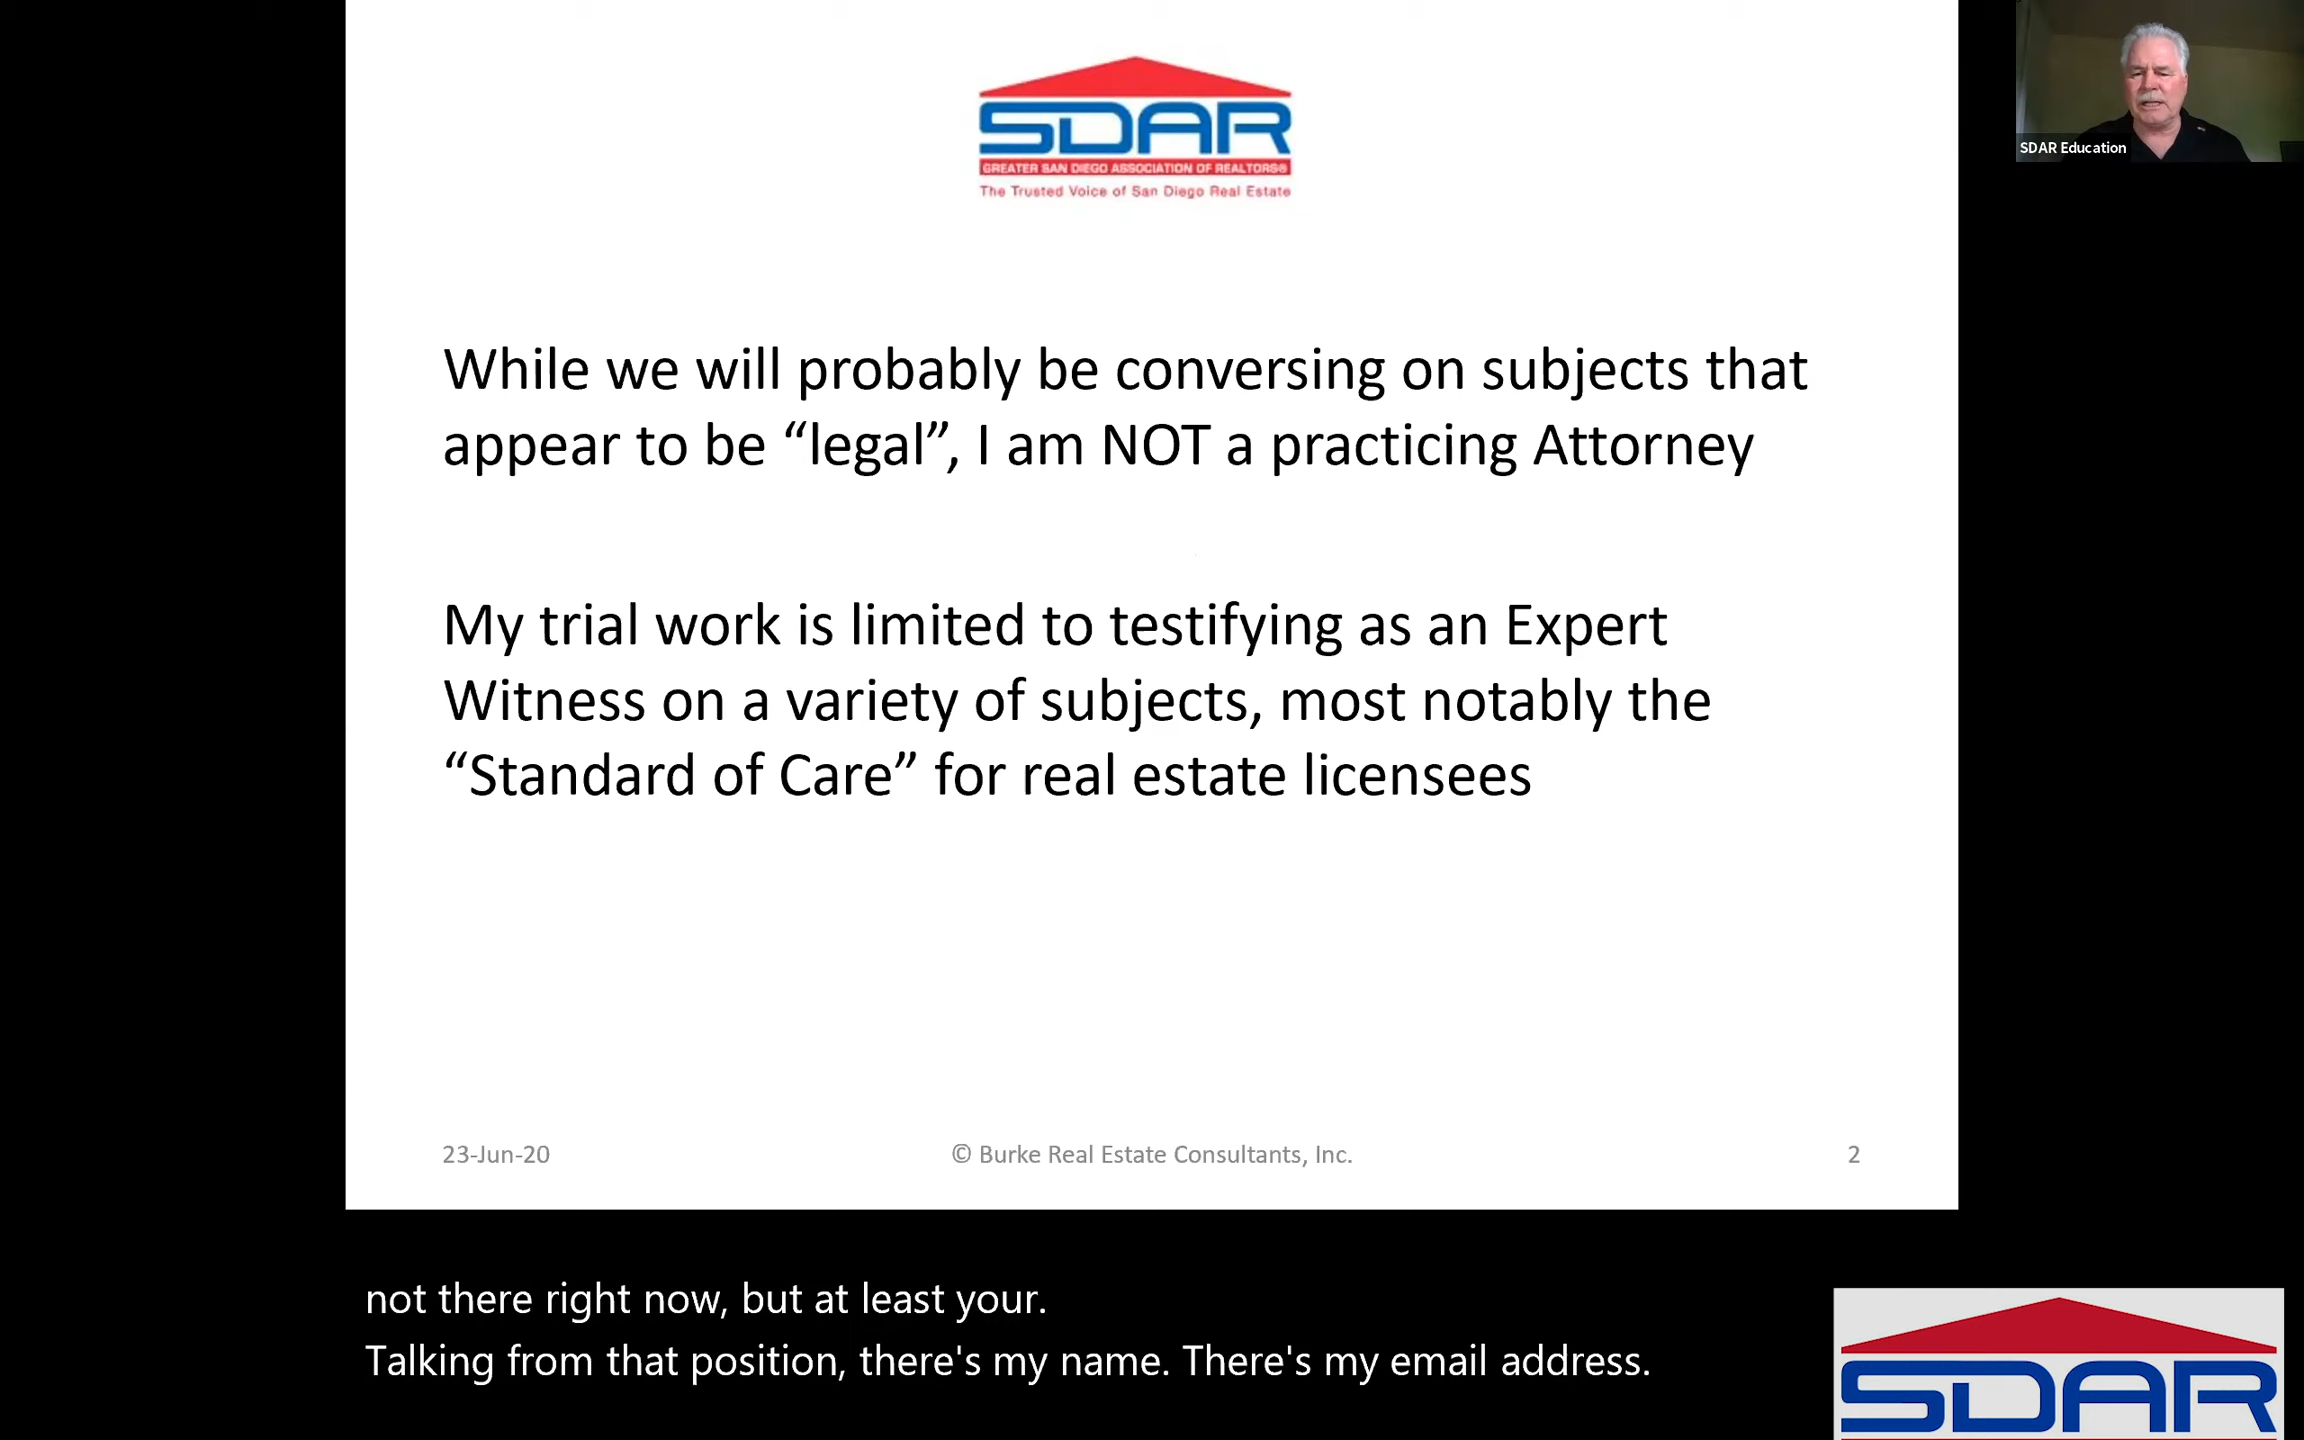 SDAR
GREATER SAN DIEGO ASSOCIATION OF REALTORS®
The Trusted Voice of San Diego Real Estate
SDAR Education
While we will probably be conversing on subjects that
appear to be “legal”, I am NOT a practicing Attorney
My trial work is limited to testifying as an Expert
Witness on a variety of subjects, most notably the
“Standard of Care” for real estate licensees
23-Jun-20
© Burke Real Estate Consultants, Inc.
2
not there right now, but at least your.
Talking from that position, there's my name. There's my email address.
SDAR